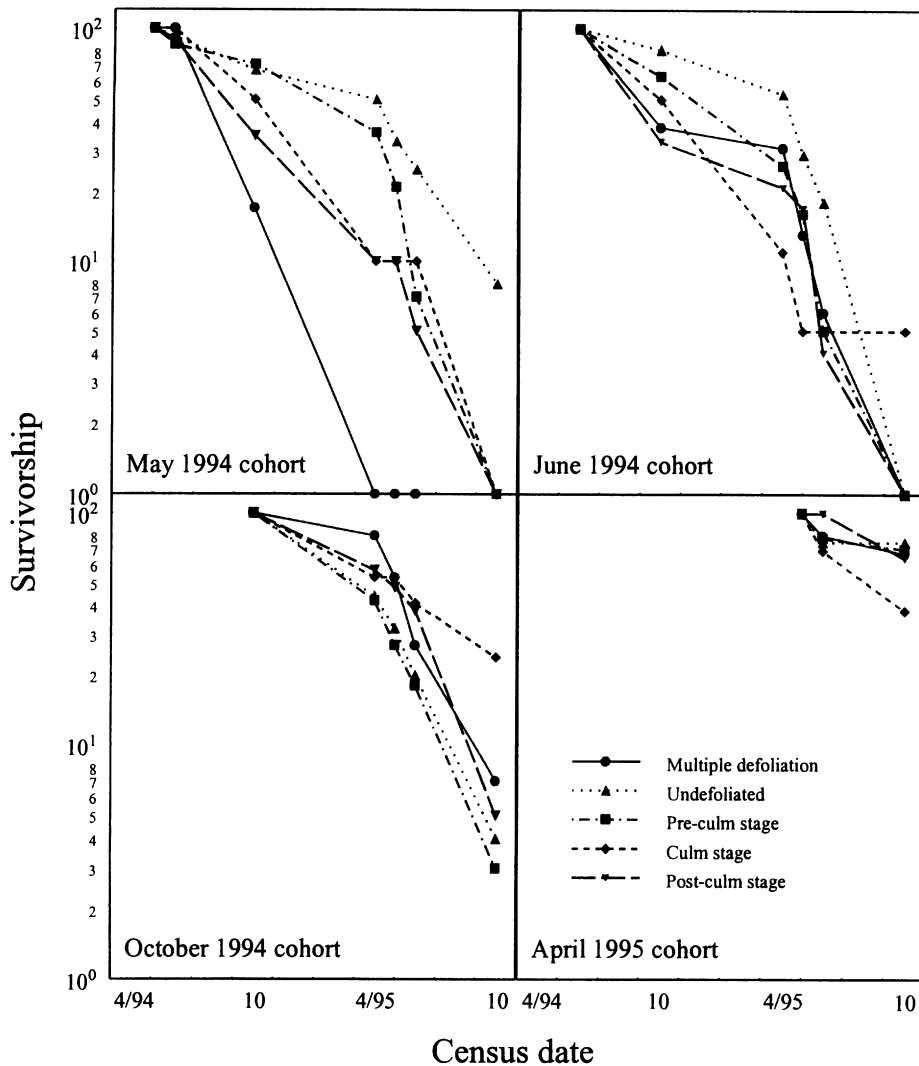 10²
8
7
6
5
4
3
2
10¹
8
7
6
5
4
3
2
10⁰
May 1994 cohort
June 1994 cohort
Survivorship
10²
8
7
6
5
4
3
2
10¹
8
7
6
5
4
3
2
10⁰
Multiple defoliation
Undefoliated
Pre-culm stage
Culm stage
Post-culm stage
October 1994 cohort
April 1995 cohort
4/94 10 4/95 10 4/94 10 4/95 10
Census date